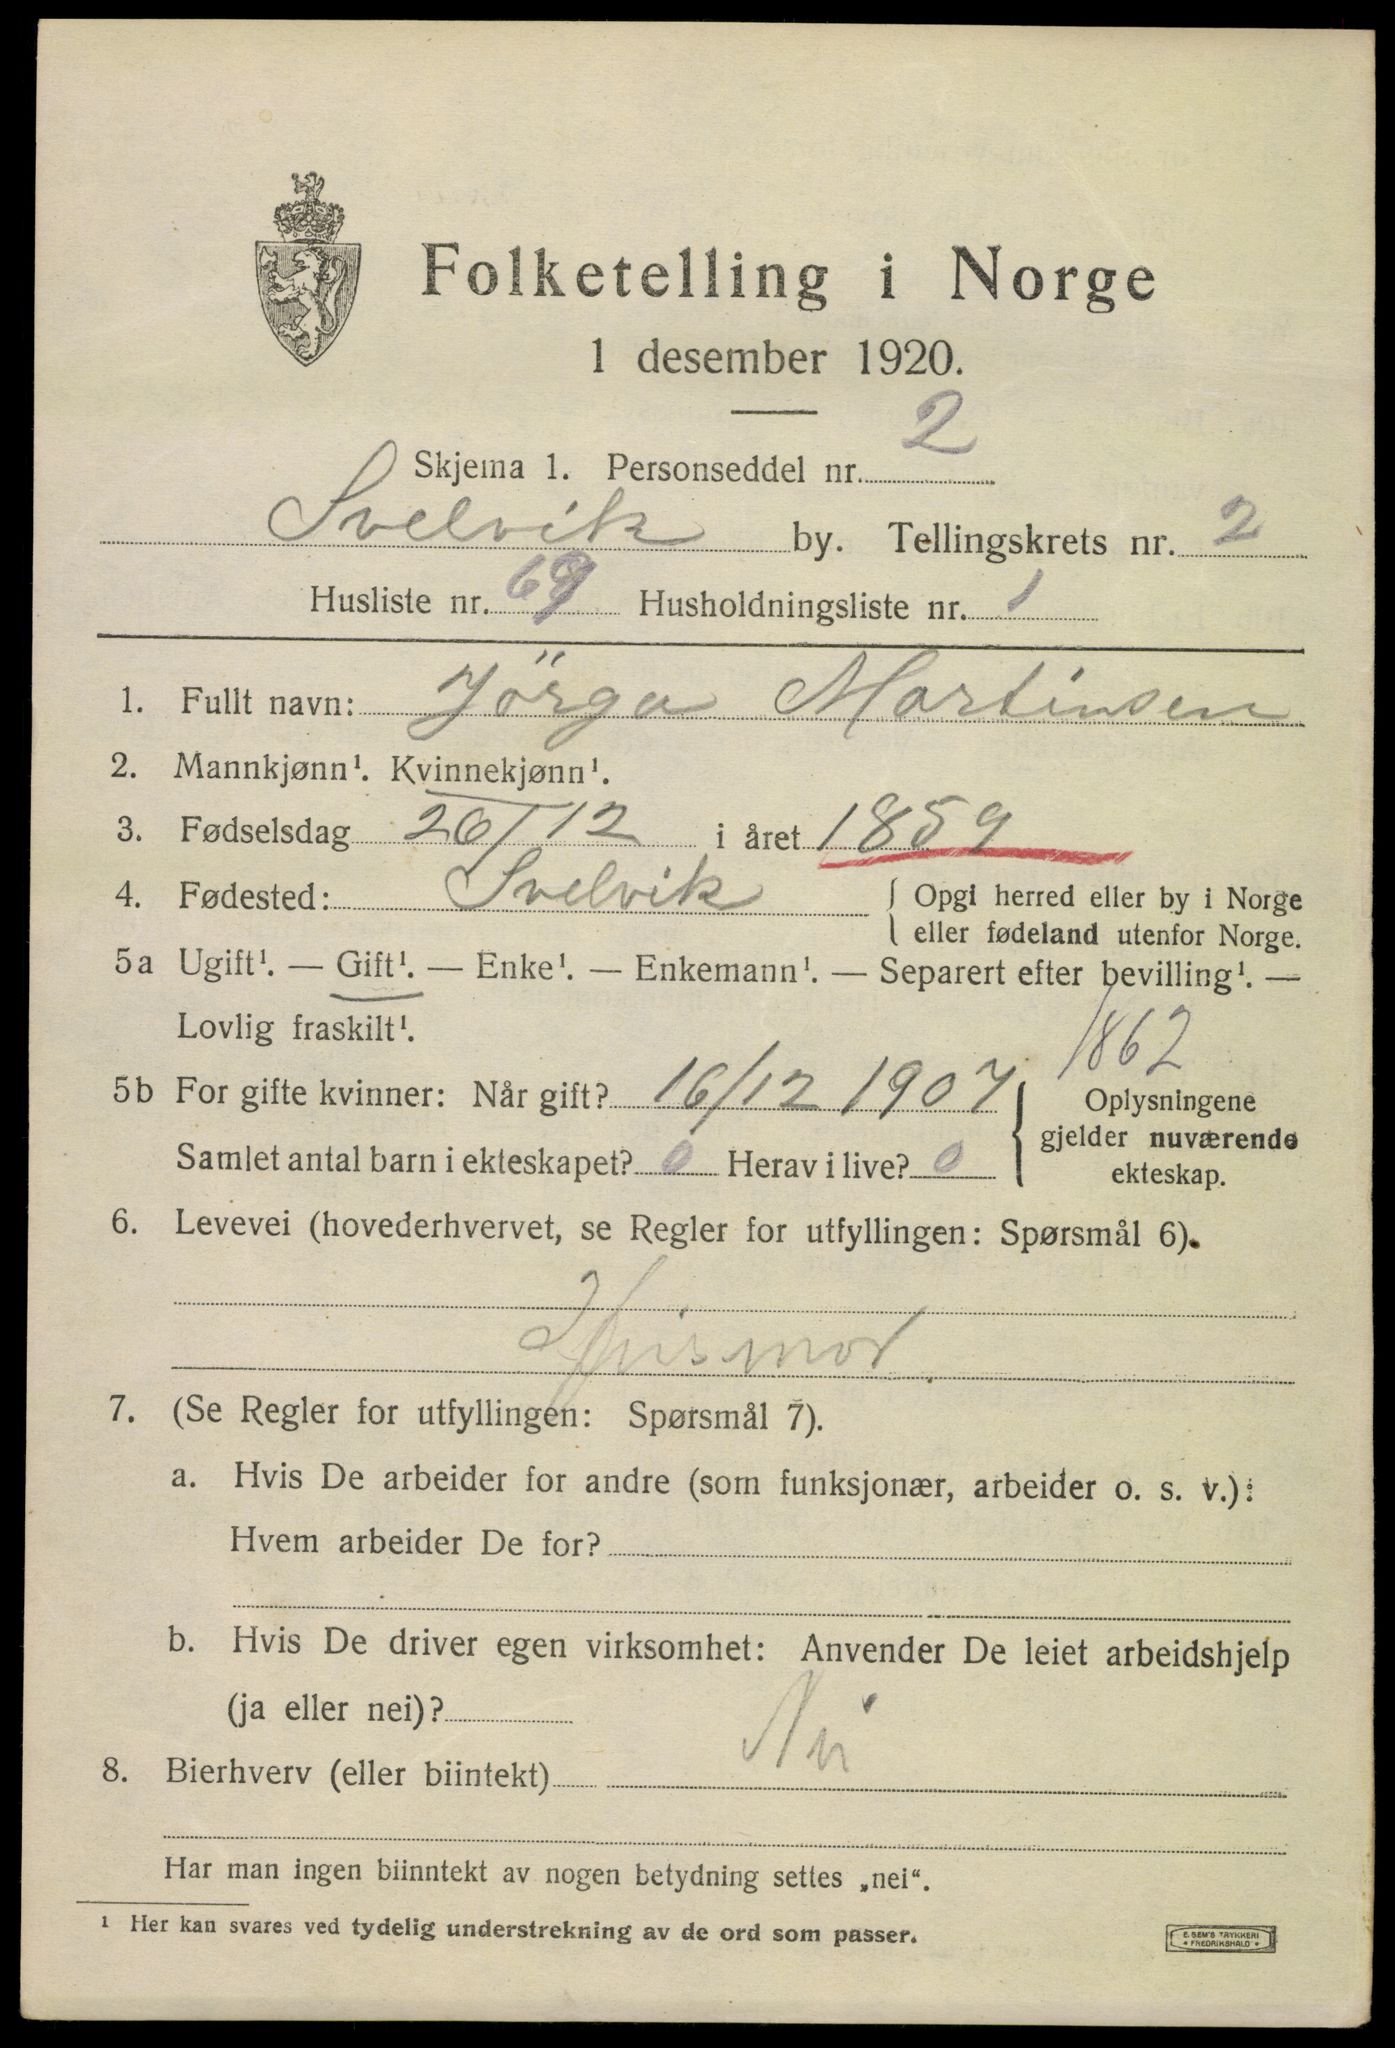 Folketelling i Norge
1 desember 1920.
Skjema 1. Personseddel nr. 2
Svelvik by. Tellingskrets nr. 2
Husliste nr. 69 Husholdningsliste nr. 1
1. Fullt navn: Jörga Martinsen
2. Mannkjønn¹. Kvinnekjønn¹.
3. Fødselsdag 26/12 i året 1859
4. Fødested: Svelvik { Opgi herred eller by i Norge
eller fødeland utenfor Norge.
5a Ugift¹. — Gift¹. — Enke¹. — Enkemann¹. — Separert efter bevilling¹. —
Lovlig fraskilt¹.
1862
5b For gifte kvinner: Når gift? 16/12 1907 { Oplysningene
gjelder nuværende
Samlet antal barn i ekteskapet? 0 Herav i live? 0
ekteskap.
6. Levevei (hovederhvervet, se Regler for utfyllingen: Spørsmål 6).
Husmor
7. (Se Regler for utfyllingen: Spørsmål 7).
a. Hvis De arbeider for andre (som funksjonær, arbeider o. s. v.):
Hvem arbeider De for?
b. Hvis De driver egen virksomhet: Anvender De leiet arbeidshjelp
(ja eller nei)?
8. Bierhverv (eller biintekt) Nei
Har man ingen biinntekt av nogen betydning settes „nei“.
¹ Her kan svares ved tydelig understrekning av de ord som passer.
E. SEM'S TRYKKERI
• FREDRIKSHALD •